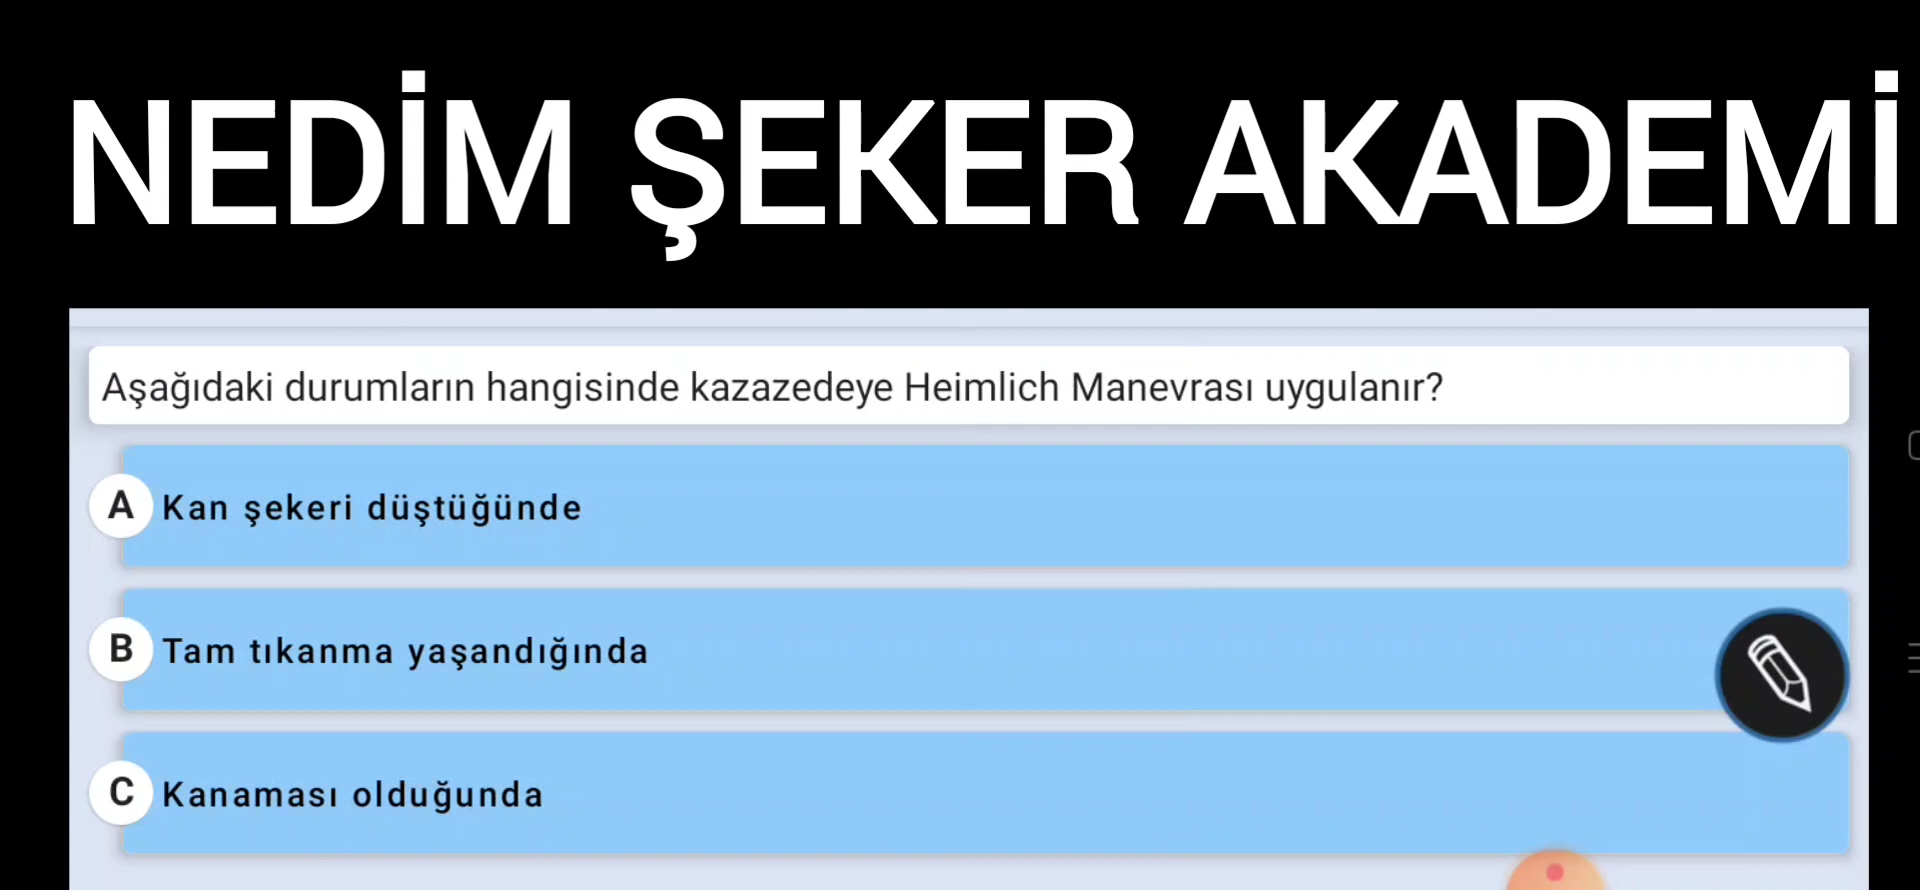 NEDİM ŞEKER AKADEMİ
Aşağıdaki durumların hangisinde kazazedeye Heimlich Manevrası uygulanır?
A Kan şekeri düştüğünde
B Tam tıkanma yaşandığında
C Kanaması olduğunda